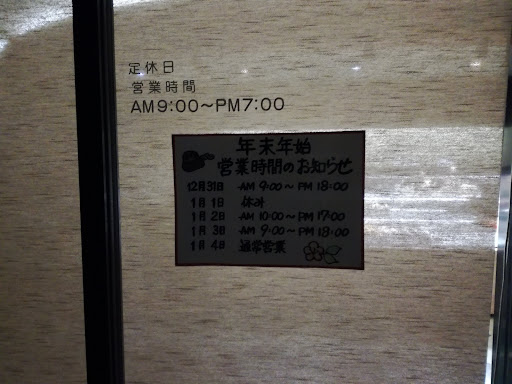 定休日
営業時間
AM9:00～PM7:00
年末年始
営業時間のお知らせ
12月31日 AM 9:00～PM 18:00
1月1日 休み
1月2日 AM 10:00～PM 17:00
1月3日 AM 9:00～PM 18:00
1月4日 通常営業